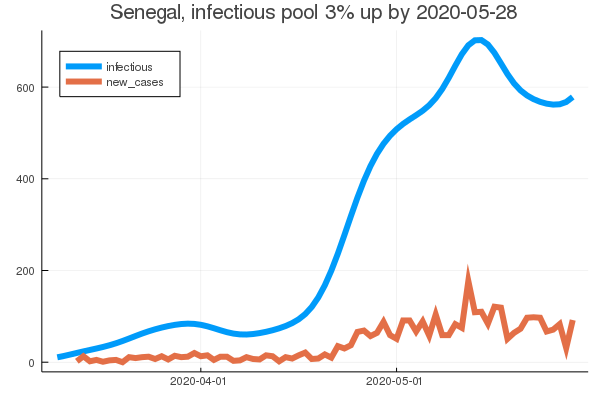 Senegal, infectious pool 3% up by 2020-05-28
infectious
new_cases
600
400
200
0
2020-04-01
2020-05-01